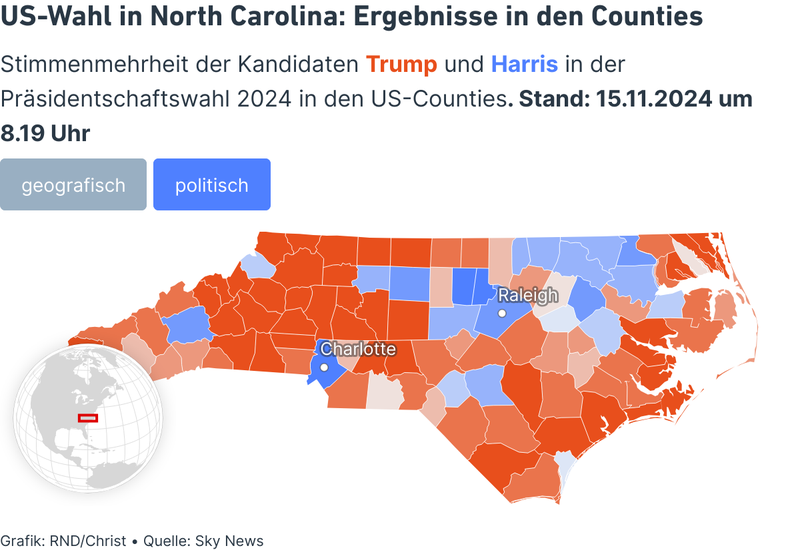 US-Wahl in North Carolina: Ergebnisse in den Counties
Stimmenmehrheit der Kandidaten Trump und Harris in der
Präsidentschaftswahl 2024 in den US-Counties. Stand: 15.11.2024 um
8.19 Uhr
geografisch politisch
Raleigh
Charlotte
Grafik: RND/Christ • Quelle: Sky News